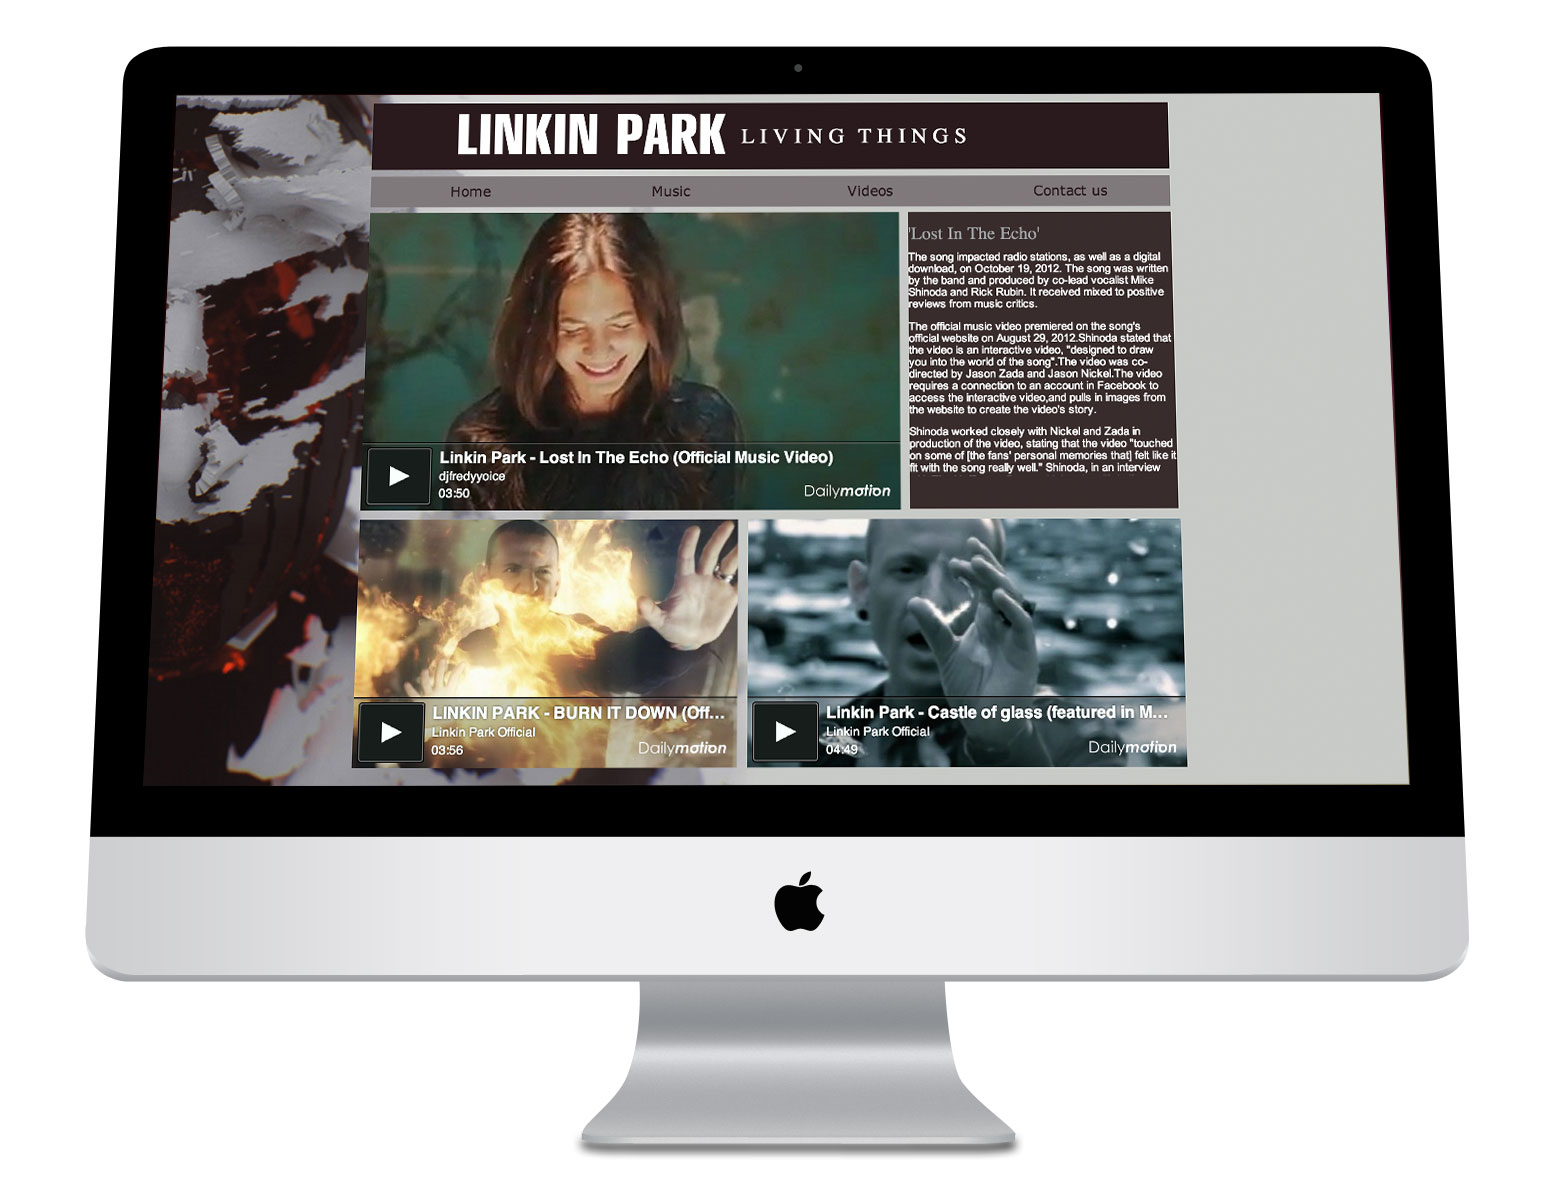 LINKIN PARK LIVING THINGS
Home Music Videos Contact us
'Lost In The Echo'
The song impacted radio stations, as well as a digital
download, on October 19, 2012. The song was written
by the band and produced by co-lead vocalist Mike
Shinoda and Rick Rubin. It received mixed to positive
reviews from music critics.
The official music video premiered on the song's
official website on August 29, 2012.Shinoda stated that
the video is an interactive video, "designed to draw
you into the world of the song".The video was co-
directed by Jason Zada and Jason Nickel.The video
requires a connection to an account in Facebook to
access the interactive video,and pulls in images from
the website to create the video's story.
Shinoda worked closely with Nickel and Zada in
production of the video, stating that the video "touched
on some of [the fans' personal memories that] felt like it
fit with the song really well." Shinoda, in an interview
Linkin Park - Lost In The Echo (Official Music Video)
djfredyyoice
03:50
Dailymotion
LINKIN PARK - BURN IT DOWN (Off...
Linkin Park Official
03:56
Dailymotion
Linkin Park - Castle of glass (featured in M...
Linkin Park Official
04:49
Dailymotion